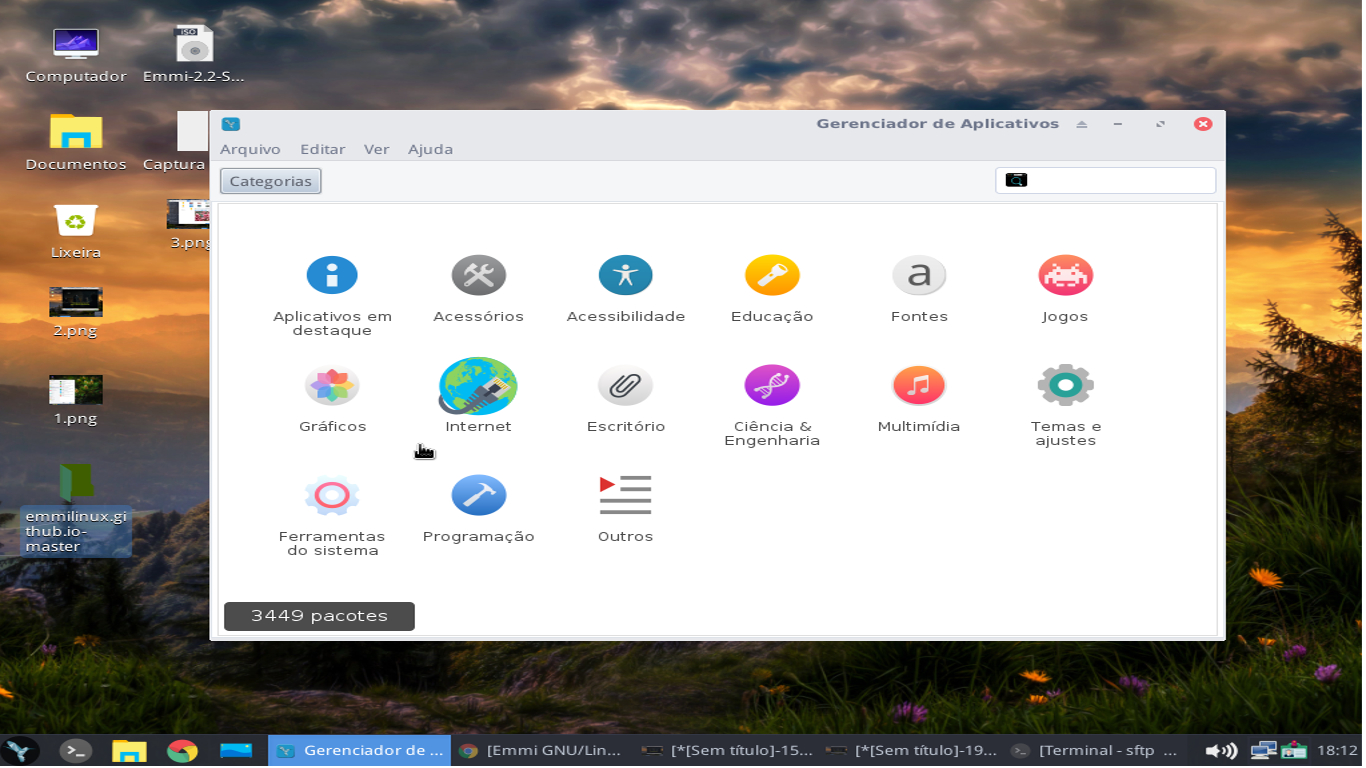 Computador
Emmi-2.2-S...
Documentos
Captura
Lixeira
3.png
2.png
1.png
emmilinux.gi
thub.io-
master
ISO
Gerenciador de Aplicativos
Arquivo Editar Ver Ajuda
Categorias
Aplicativos em
destaque
Acessórios
Acessibilidade
Educação
a
Fontes
Jogos
Gráficos
Internet
Escritório
Ciência &
Engenharia
Multimídia
Temas e
ajustes
Ferramentas
do sistema
Programação
Outros
3449 pacotes
Gerenciador de ...
[Emmi GNU/Lin...
[*[Sem título]-15...
[*[Sem título]-19...
[Terminal - sftp ...
18:12